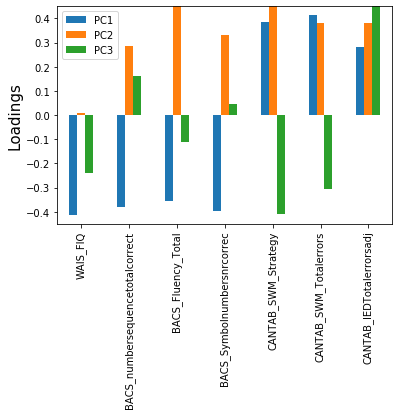 PC1
PC2
PC3
Loadings
0.4
0.3
0.2
0.1
0.0
−0.1
−0.2
−0.3
−0.4
WAIS_FIQ
BACS_numbersequencetotalcorrect
BACS_Fluency_Total
BACS_Symbolnumbersnrcorrec
CANTAB_SWM_Strategy
CANTAB_SWM_Totalerrors
CANTAB_IEDTotalerrorsadj